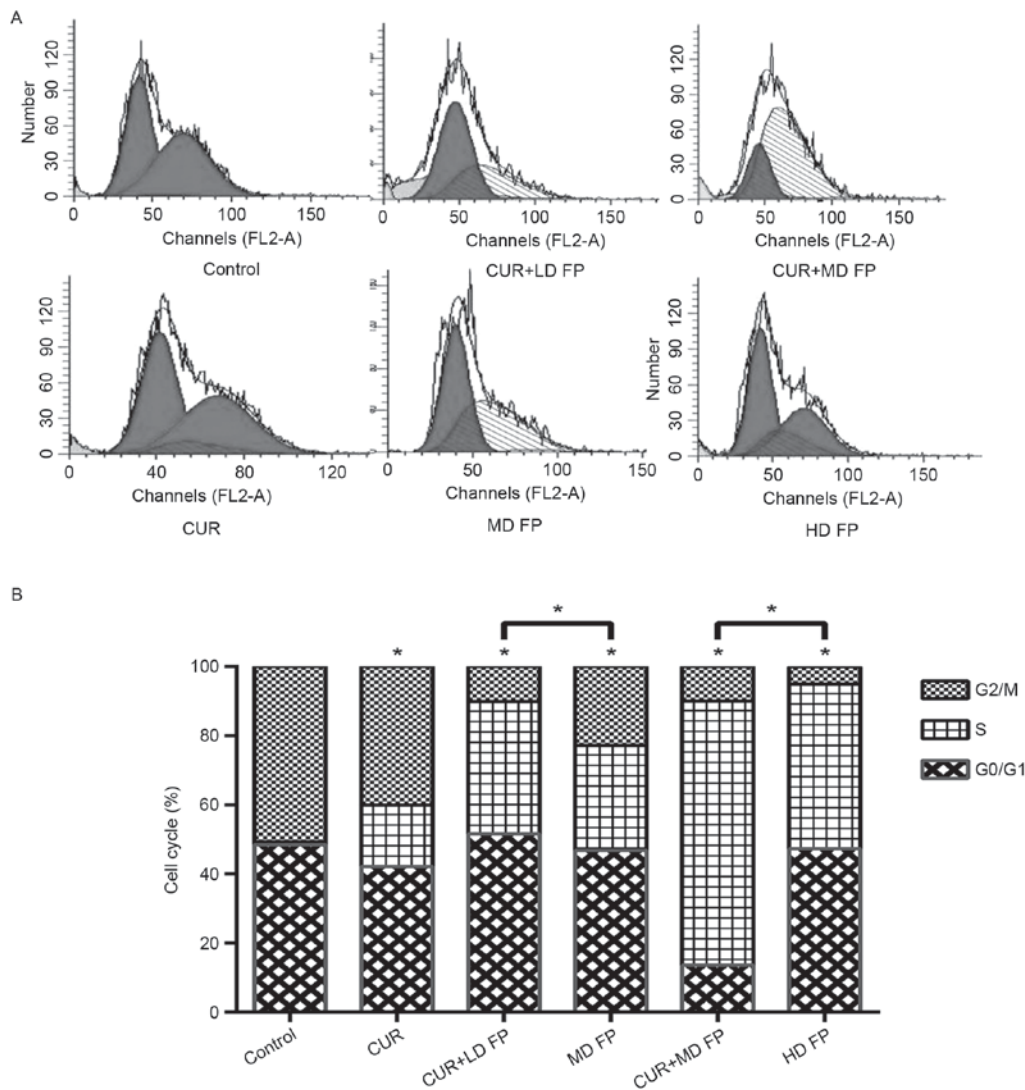 A
Number
120
90
60
30
0
0 50 100 150
Channels (FL2-A)
Control
0 50 100 150
Channels (FL2-A)
CUR+LD FP
120
90
60
30
0
0 50 100 150
Channels (FL2-A)
CUR+MD FP
120
90
60
30
0
0 40 80 120
Channels (FL2-A)
CUR
0 50 100 150
Channels (FL2-A)
MD FP
Number
120
90
60
30
0
0 50 100 150
Channels (FL2-A)
HD FP
B
* *
* * * * *
Cell cycle (%)
100
80
60
40
20
0
Control
CUR
CUR+LD FP
MD FP
CUR+MD FP
HD FP
G2/M
S
G0/G1